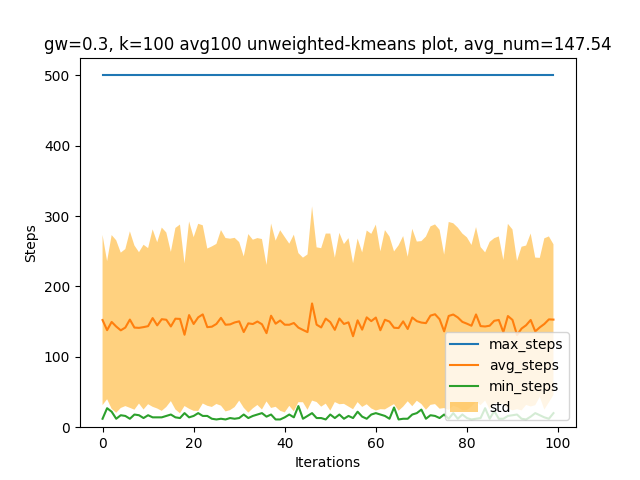 gw=0.3, k=100 avg100 unweighted-kmeans plot, avg_num=147.54
500
400
300
200
100
0
Steps
0 20 40 60 80 100
Iterations
max_steps
avg_steps
min_steps
std